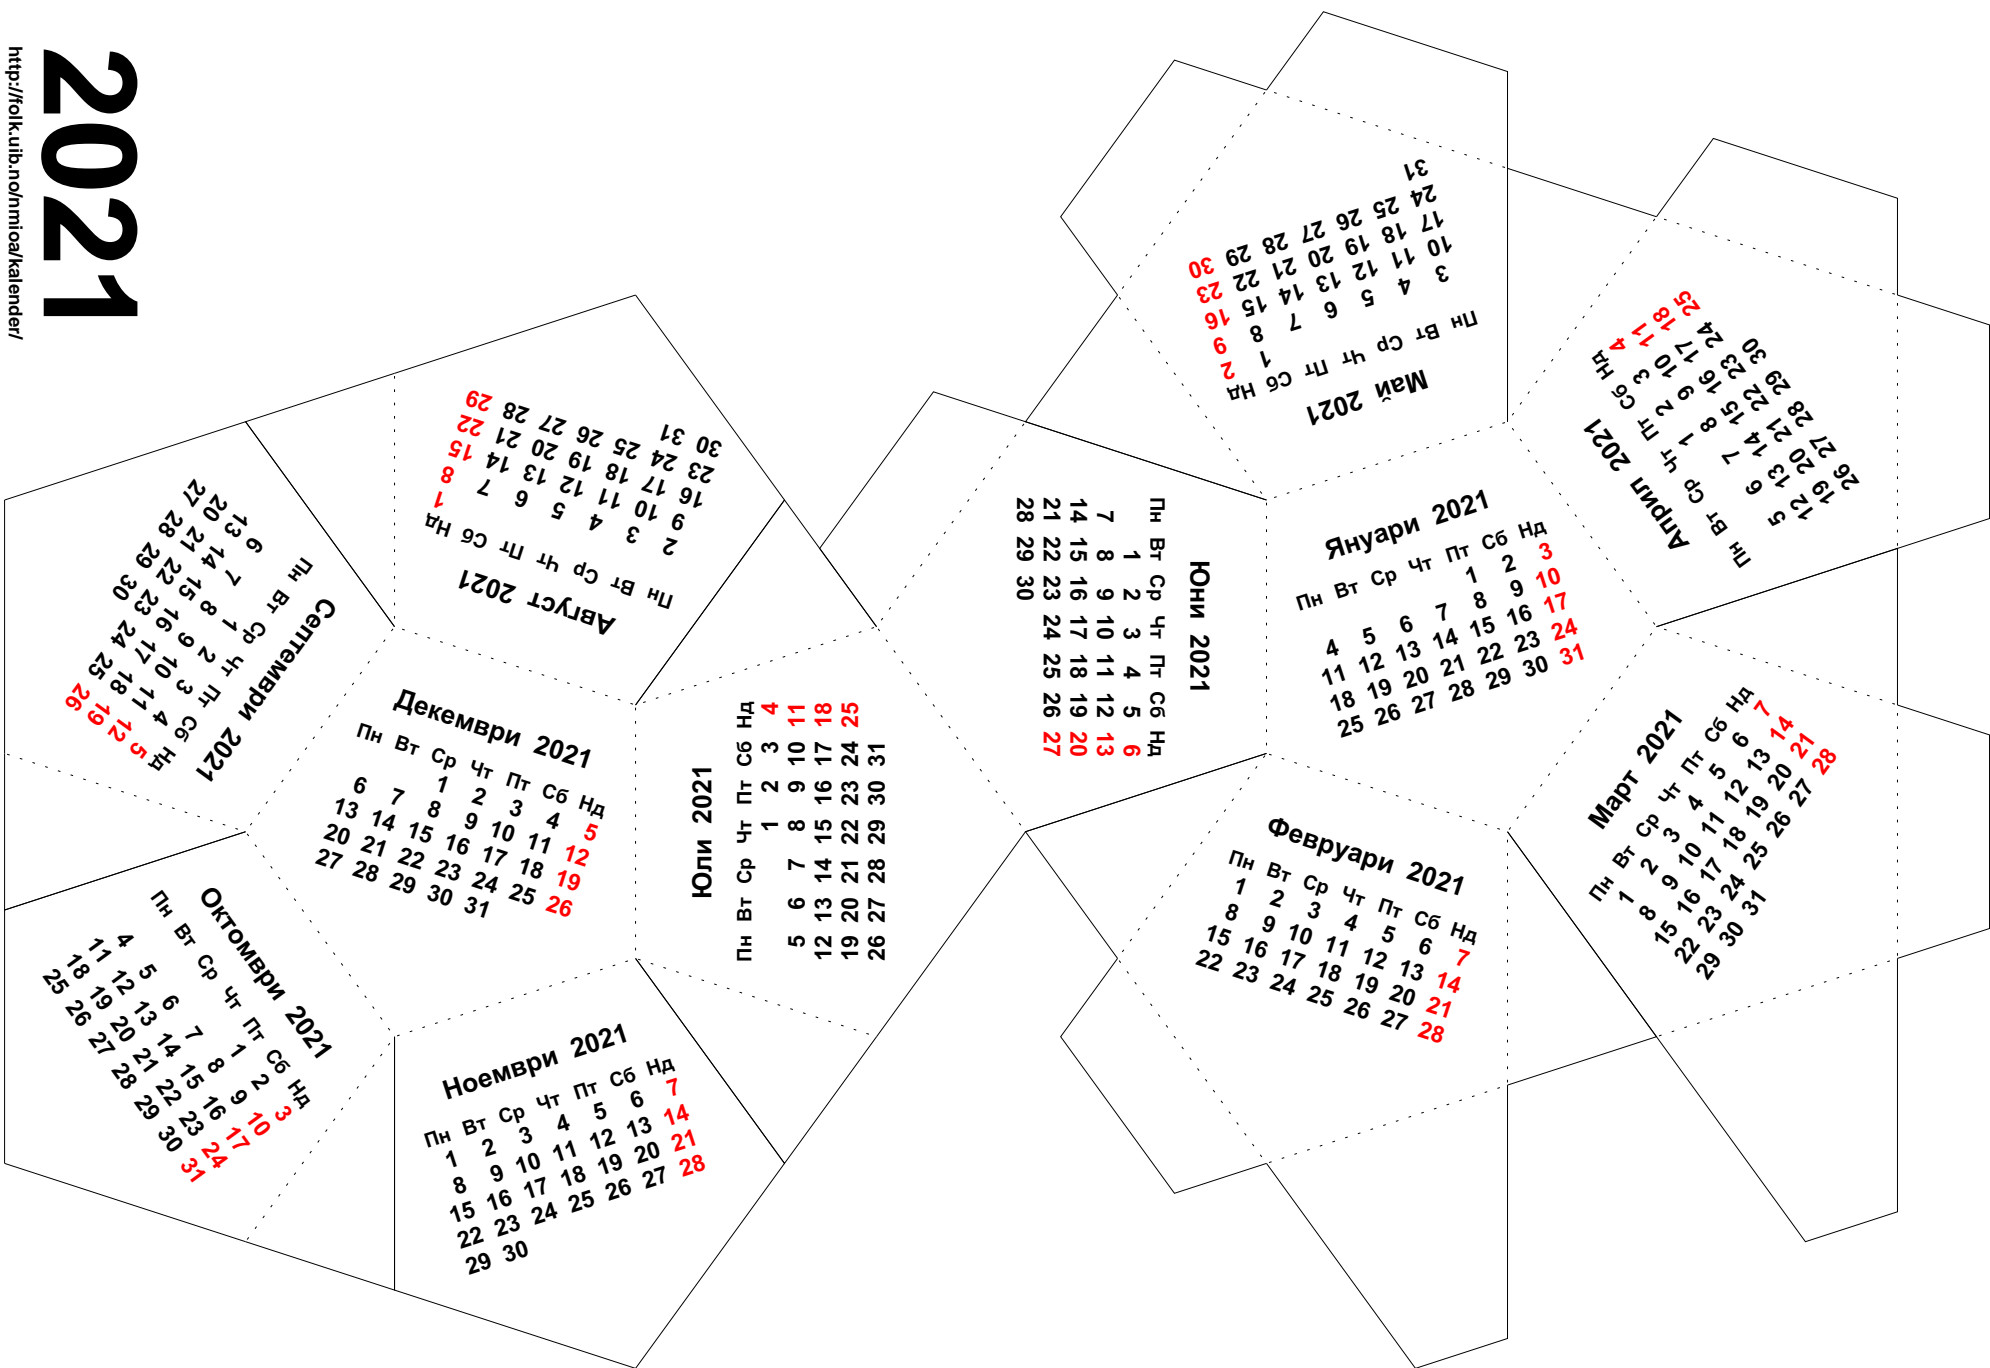 2021
http://folk.uib.no/nmioa/kalender/
Януари 2021
Пн Вт Ср Чт Пт Сб Нд
1 2 3
4 5 6 7 8 9 10
11 12 13 14 15 16 17
18 19 20 21 22 23 24
25 26 27 28 29 30 31
Февруари 2021
Пн Вт Ср Чт Пт Сб Нд
1 2 3 4 5 6 7
8 9 10 11 12 13 14
15 16 17 18 19 20 21
22 23 24 25 26 27 28
Март 2021
Пн Вт Ср Чт Пт Сб Нд
1 2 3 4 5 6 7
8 9 10 11 12 13 14
15 16 17 18 19 20 21
22 23 24 25 26 27 28
29 30 31
Април 2021
Пн Вт Ср Чт Пт Сб Нд
1 2 3 4
5 6 7 8 9 10 11
12 13 14 15 16 17 18
19 20 21 22 23 24 25
26 27 28 29 30
Май 2021
Пн Вт Ср Чт Пт Сб Нд
1 2
3 4 5 6 7 8 9
10 11 12 13 14 15 16
17 18 19 20 21 22 23
24 25 26 27 28 29 30
31
Юни 2021
Пн Вт Ср Чт Пт Сб Нд
1 2 3 4 5 6
7 8 9 10 11 12 13
14 15 16 17 18 19 20
21 22 23 24 25 26 27
28 29 30
Юли 2021
Пн Вт Ср Чт Пт Сб Нд
1 2 3 4
5 6 7 8 9 10 11
12 13 14 15 16 17 18
19 20 21 22 23 24 25
26 27 28 29 30 31
Август 2021
Пн Вт Ср Чт Пт Сб Нд
1
2 3 4 5 6 7 8
9 10 11 12 13 14 15
16 17 18 19 20 21 22
23 24 25 26 27 28 29
30 31
Септември 2021
Пн Вт Ср Чт Пт Сб Нд
1 2 3 4 5
6 7 8 9 10 11 12
13 14 15 16 17 18 19
20 21 22 23 24 25 26
27 28 29 30
Октомври 2021
Пн Вт Ср Чт Пт Сб Нд
1 2 3
4 5 6 7 8 9 10
11 12 13 14 15 16 17
18 19 20 21 22 23 24
25 26 27 28 29 30 31
Ноември 2021
Пн Вт Ср Чт Пт Сб Нд
1 2 3 4 5 6 7
8 9 10 11 12 13 14
15 16 17 18 19 20 21
22 23 24 25 26 27 28
29 30
Декември 2021
Пн Вт Ср Чт Пт Сб Нд
1 2 3 4 5
6 7 8 9 10 11 12
13 14 15 16 17 18 19
20 21 22 23 24 25 26
27 28 29 30 31